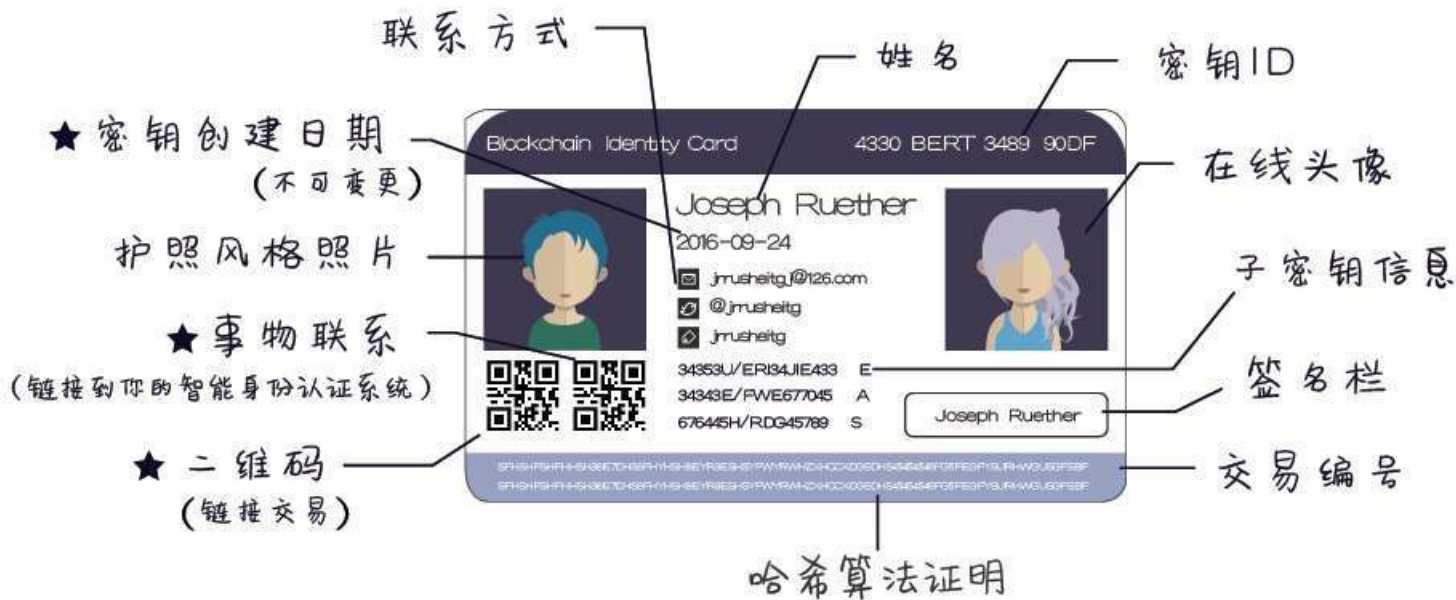 联系方式
姓名
密钥ID
★密钥创建日期
(不可变更)
Blockchain Identity Card
4330 BERT 3489 90DF
在线头像
护照风格照片
Joseph Ruether
2016-09-24
jrrusheitg.j@126.com
@jrrusheitg
jrrusheitg
子密钥信息
★事物联系
(链接到你的智能身份认证系统)
34353U/ERI34JIE433 E
34343E/FWE677045 A
676445H/RDG45789 S
签名栏
Joseph Ruether
★二维码
(链接交易)
交易编号
哈希算法证明